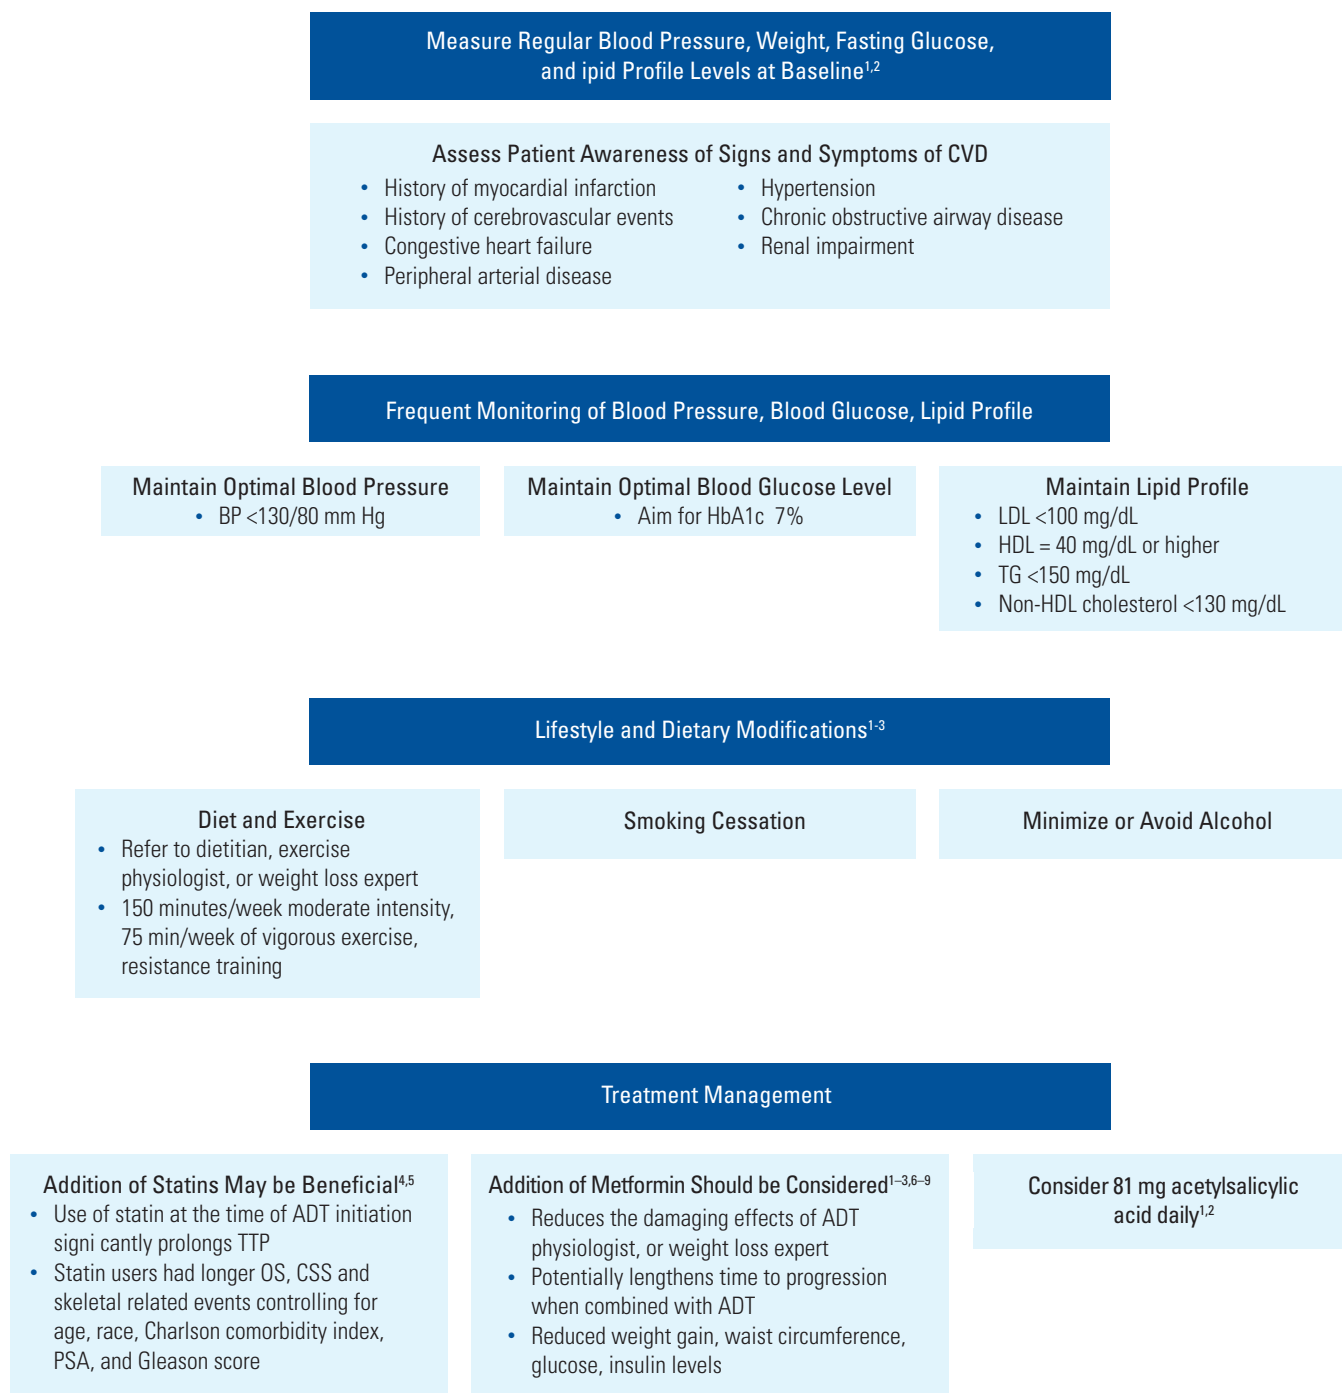 Measure Regular Blood Pressure, Weight, Fasting Glucose,
and ipid Profile Levels at Baseline1,2
Assess Patient Awareness of Signs and Symptoms of CVD
• History of myocardial infarction
• History of cerebrovascular events
• Congestive heart failure
• Peripheral arterial disease
• Hypertension
• Chronic obstructive airway disease
• Renal impairment
Frequent Monitoring of Blood Pressure, Blood Glucose, Lipid Profile
Maintain Optimal Blood Pressure
• BP <130/80 mm Hg
Maintain Optimal Blood Glucose Level
• Aim for HbA1c 7%
Maintain Lipid Profile
• LDL <100 mg/dL
• HDL = 40 mg/dL or higher
• TG <150 mg/dL
• Non-HDL cholesterol <130 mg/dL
Lifestyle and Dietary Modifications1-3
Diet and Exercise
• Refer to dietitian, exercise
physiologist, or weight loss expert
• 150 minutes/week moderate intensity,
75 min/week of vigorous exercise,
resistance training
Smoking Cessation
Minimize or Avoid Alcohol
Treatment Management
Addition of Statins May be Beneficial4,5
• Use of statin at the time of ADT initiation
signi cantly prolongs TTP
• Statin users had longer OS, CSS and
skeletal related events controlling for
age, race, Charlson comorbidity index,
PSA, and Gleason score
Addition of Metformin Should be Considered1–3,6–9
• Reduces the damaging effects of ADT
physiologist, or weight loss expert
• Potentially lengthens time to progression
when combined with ADT
• Reduced weight gain, waist circumference,
glucose, insulin levels
Consider 81 mg acetylsalicylic
acid daily1,2